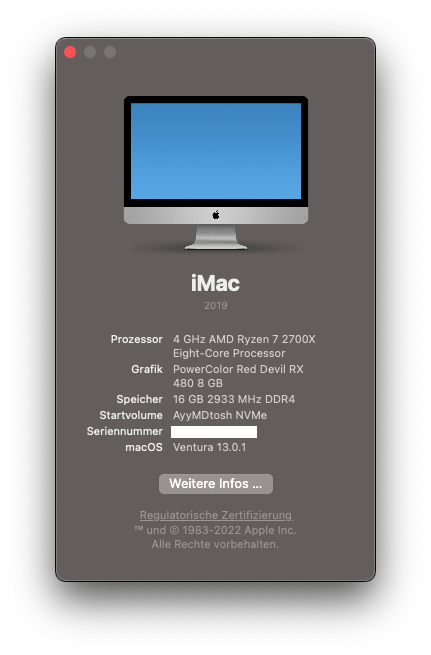 iMac
2019
Prozessor 4 GHz AMD Ryzen 7 2700X
Eight-Core Processor
Grafik PowerColor Red Devil RX
480 8 GB
Speicher 16 GB 2933 MHz DDR4
Startvolume AyyMDtosh NVMe
Seriennummer
macOS Ventura 13.0.1
Weitere Infos ...
Regulatorische Zertifizierung
™ und © 1983-2022 Apple Inc.
Alle Rechte vorbehalten.